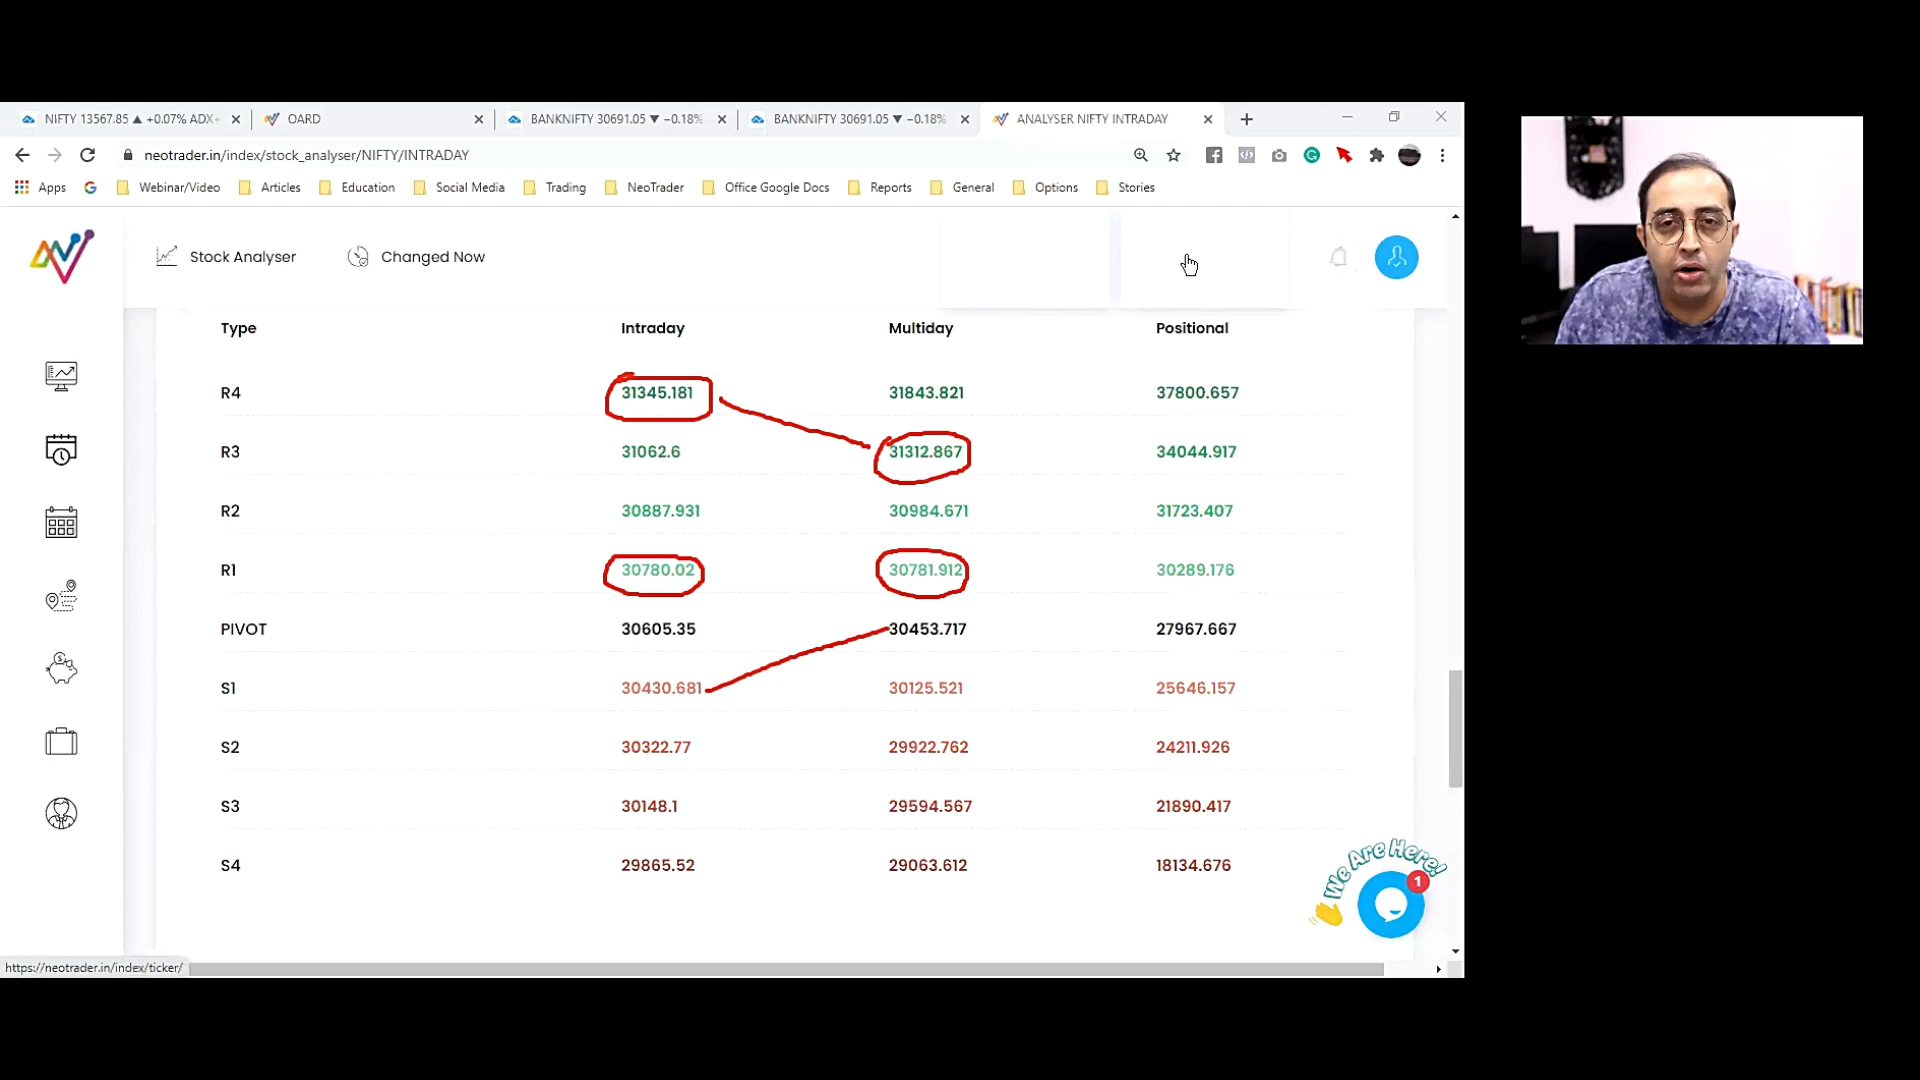 NIFTY 13567.85 ▲ +0.07% ADX+
OARD
BANKNIFTY 30691.05 ▼ −0.18%
BANKNIFTY 30691.05 ▼ −0.18%
ANALYSER NIFTY INTRADAY
neotrader.in/index/stock_analyser/NIFTY/INTRADAY
Apps Webinar/Video Articles Education Social Media Trading NeoTrader Office Google Docs Reports General Options Stories
Stock Analyser Changed Now
Type Intraday Multiday Positional
R4 31345.181 31843.821 37800.657
R3 31062.6 31312.867 34044.917
R2 30887.931 30984.671 31723.407
R1 30780.02 30781.912 30289.176
PIVOT 30605.35 30453.717 27967.667
S1 30430.681 30125.521 25646.157
S2 30322.77 29922.762 24211.926
S3 30148.1 29594.567 21890.417
S4 29865.52 29063.612 18134.676
We Are Here!
1
https://neotrader.in/index/ticker/